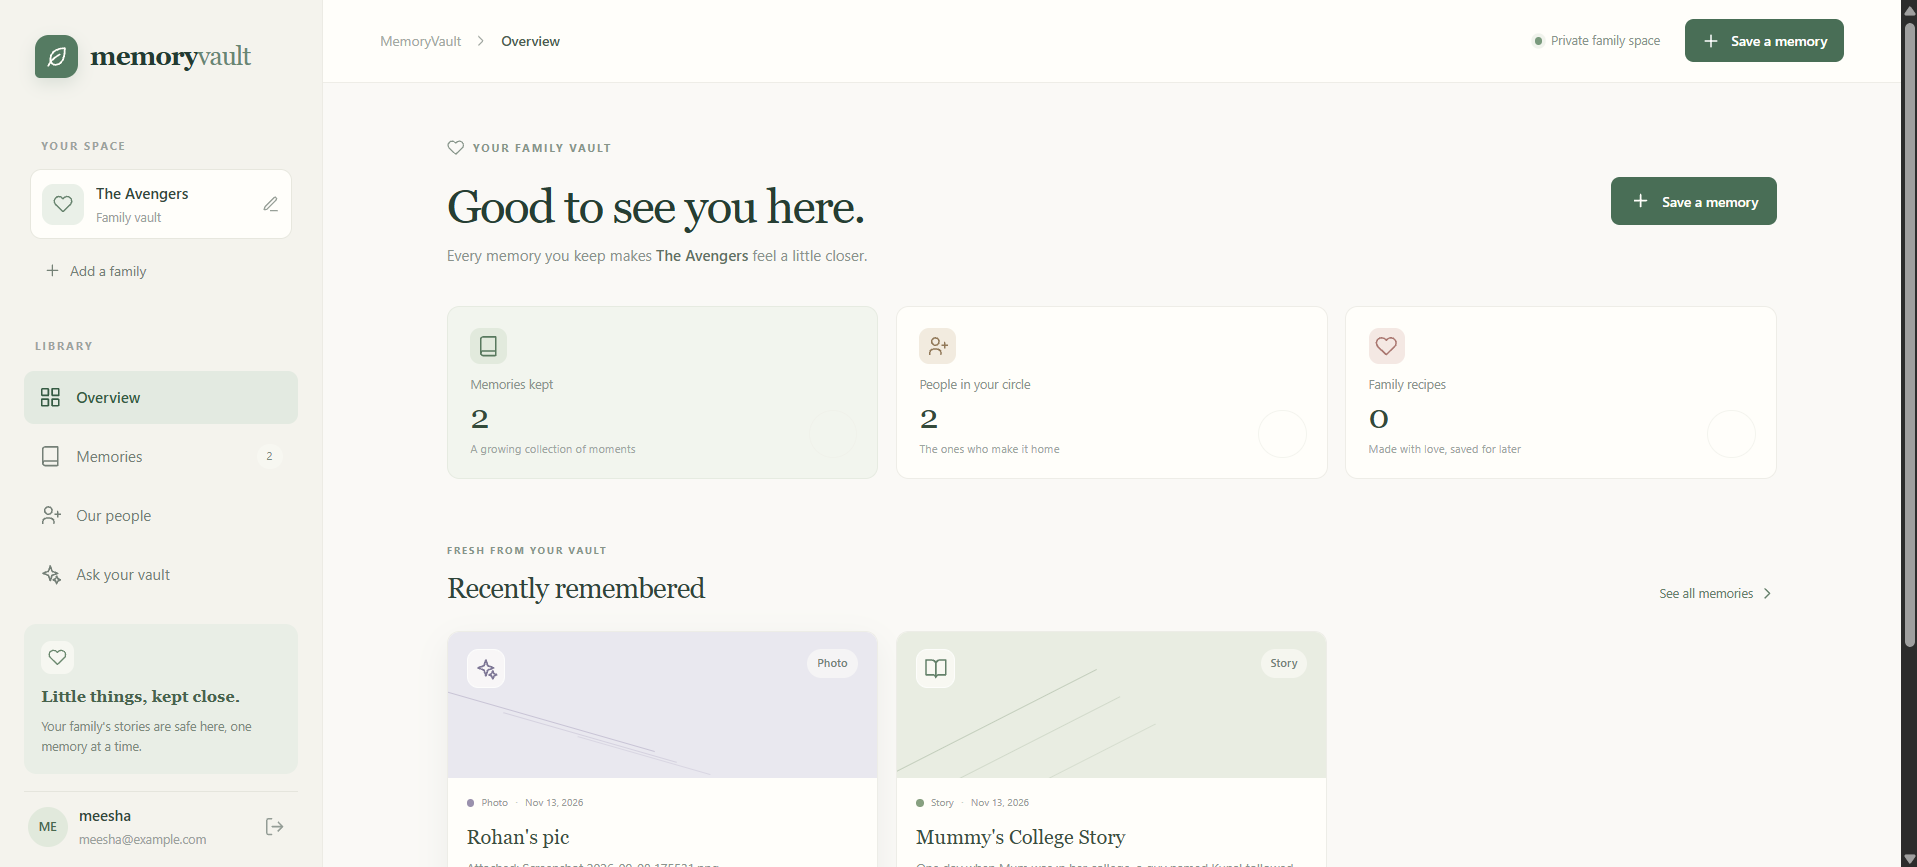 memoryvault
YOUR SPACE
The Avengers
Family vault
Add a family
LIBRARY
Overview
Memories
2
Our people
Ask your vault
Little things, kept close.
Your family's stories are safe here, one
memory at a time.
ME
meesha
meesha@example.com
MemoryVault > Overview
Private family space
Save a memory
YOUR FAMILY VAULT
Good to see you here.
Every memory you keep makes The Avengers feel a little closer.
Save a memory
Memories kept
2
A growing collection of moments
People in your circle
2
The ones who make it home
Family recipes
0
Made with love, saved for later
FRESH FROM YOUR VAULT
Recently remembered
See all memories
Photo
Photo · Nov 13, 2026
Rohan's pic
Story
Story · Nov 13, 2026
Mummy's College Story